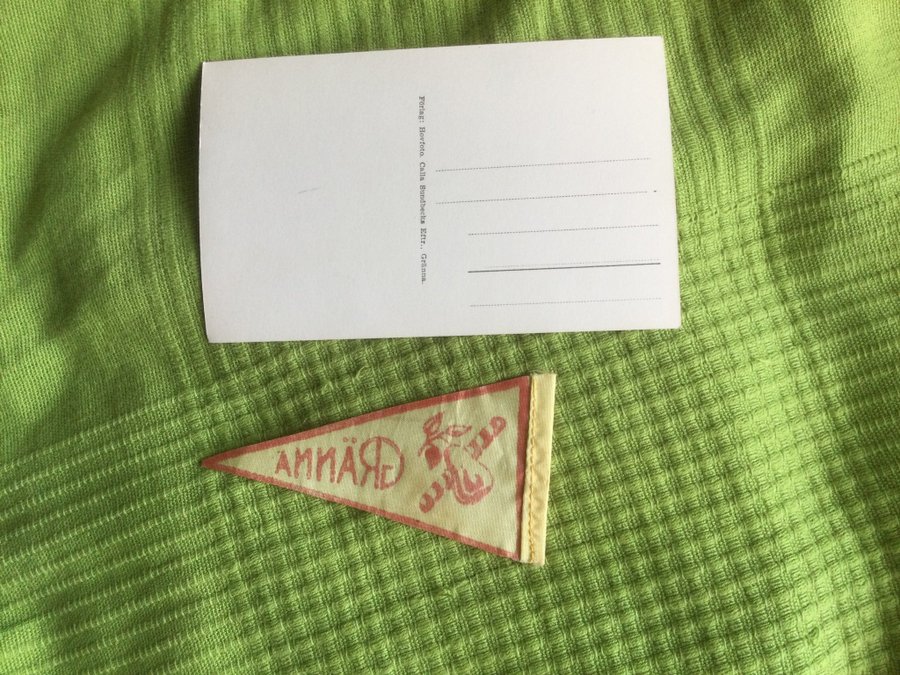 Förlag: Hovfoto. Calla Sundbecks Eftr., Gränna.
GRÄNNA